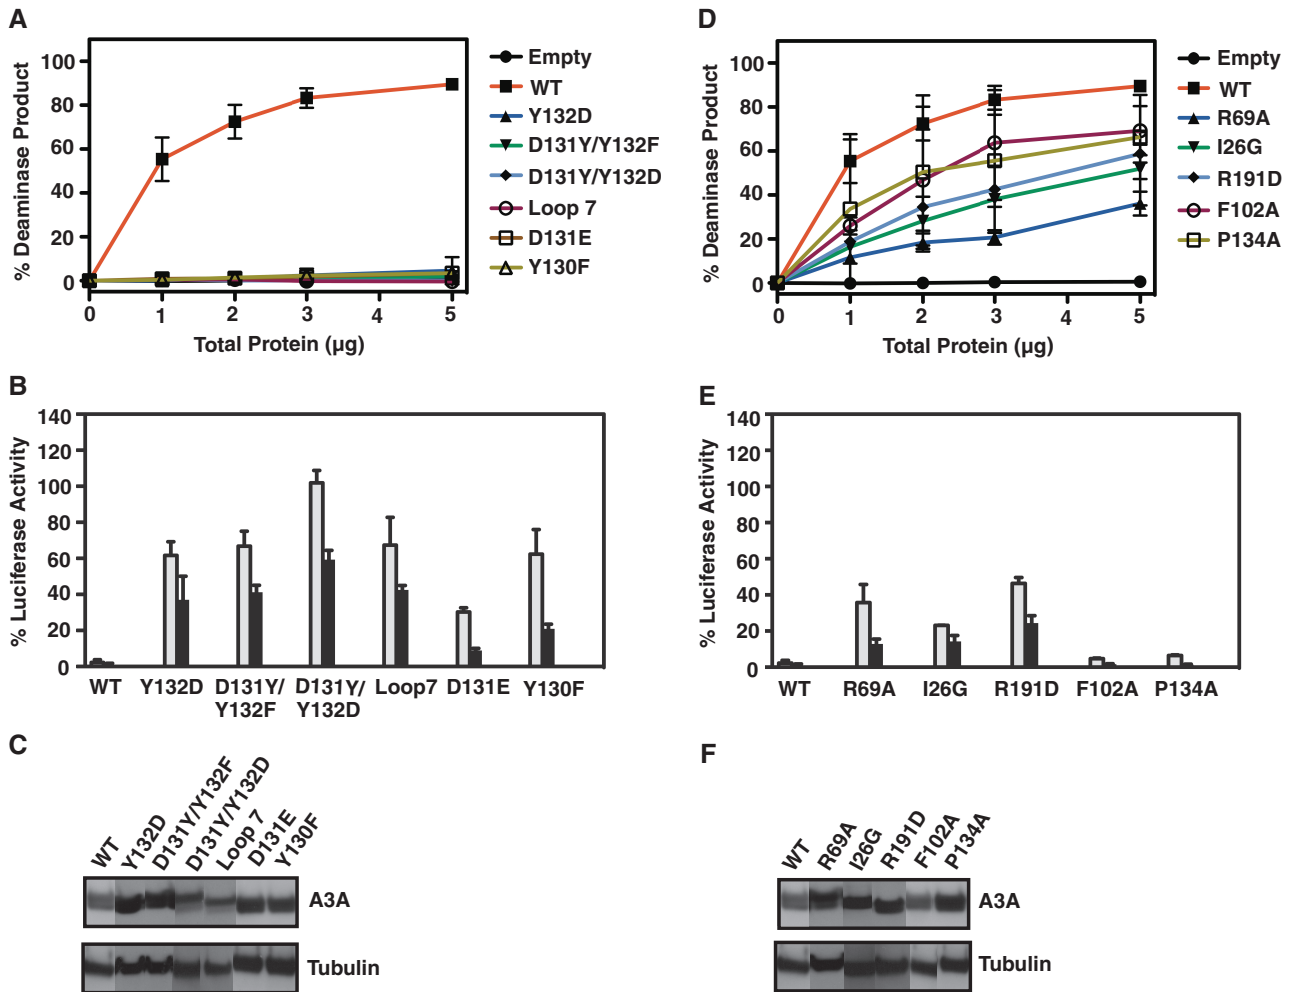 A
% Deaminase Product
100
80
60
40
20
0
0 1 2 3 4 5
Total Protein (µg)
Empty
WT
Y132D
D131Y/Y132F
D131Y/Y132D
Loop 7
D131E
Y130F
D
% Deaminase Product
100
80
60
40
20
0
0 1 2 3 4 5
Total Protein (µg)
Empty
WT
R69A
I26G
R191D
F102A
P134A
B
% Luciferase Activity
140
120
100
80
60
40
20
0
WT Y132D D131Y/ D131Y/ Loop7 D131E Y130F
Y132F Y132D
E
% Luciferase Activity
140
120
100
80
60
40
20
0
WT R69A I26G R191D F102A P134A
C
WT Y132D D131Y/Y132F D131Y/Y132D Loop 7 D131E Y130F
A3A
Tubulin
F
WT R69A I26G R191D F102A P134A
A3A
Tubulin